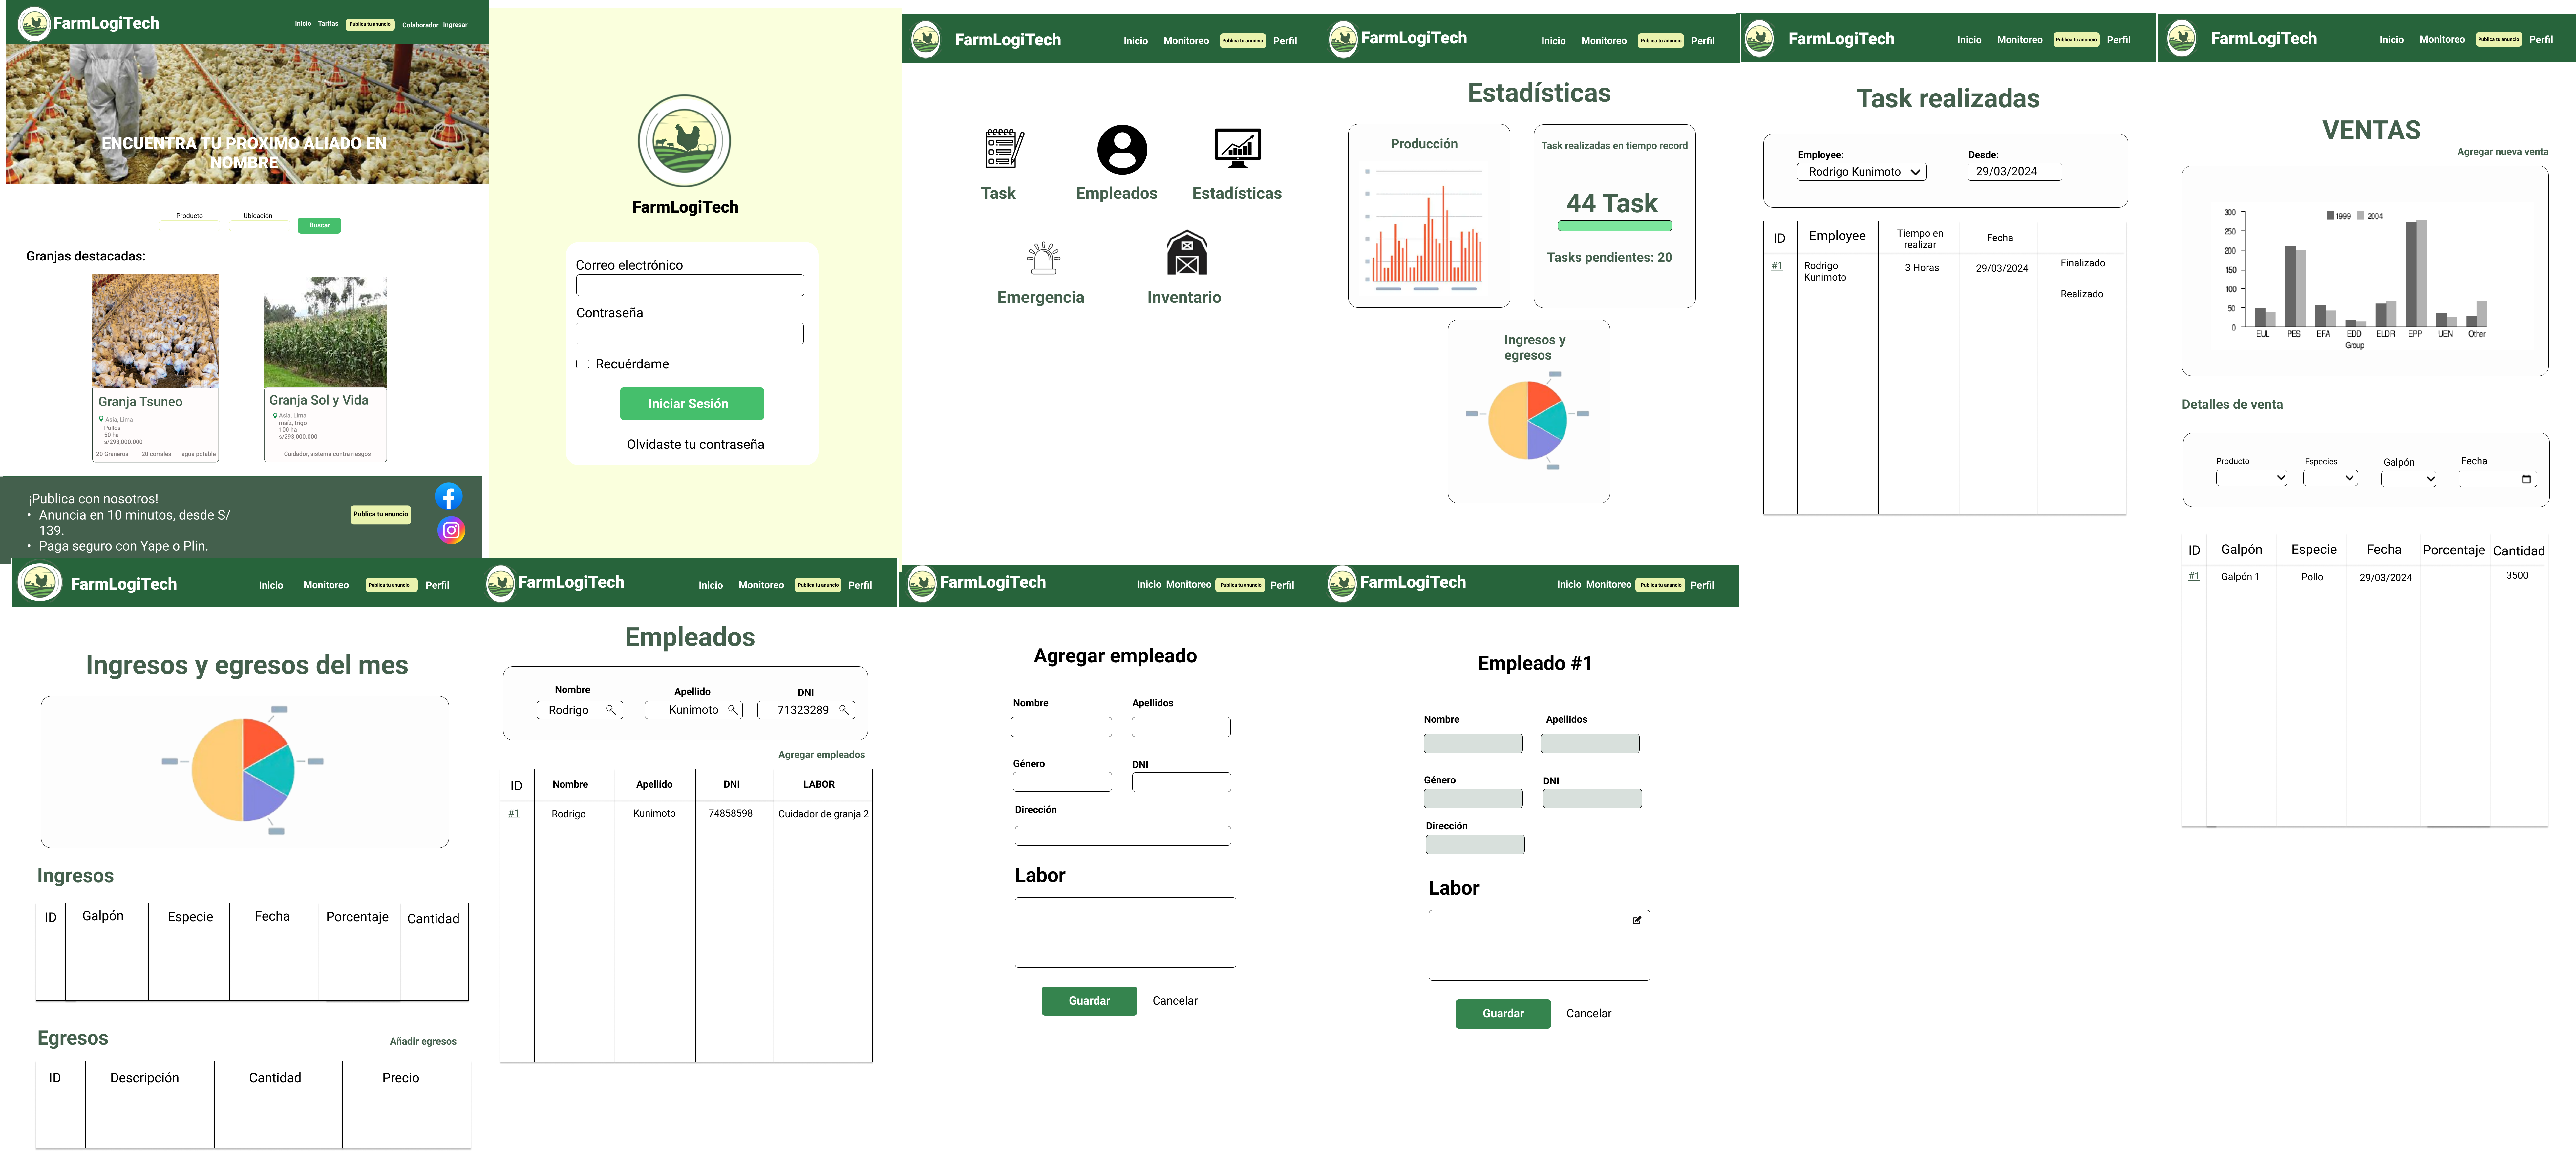 FarmLogiTech
Inicio Tarifas Publica tu anuncio Colaborador Ingresar
ENCUENTRA TU PROXIMO ALIADO EN
NOMBRE
Producto Ubicación Buscar
Granjas destacadas:
Granja Tsuneo
Asia, Lima
Pollos
50 ha
s/293,000.000
20 Graneros 20 corrales agua potable
Granja Sol y Vida
Asia, Lima
maíz, trigo
100 ha
s/293,000.000
Cuidador, sistema contra riesgos
¡Publica con nosotros!
• Anuncia en 10 minutos, desde S/
139.
• Paga seguro con Yape o Plin.
Publica tu anuncio
FarmLogiTech
Correo electrónico
Contraseña
Recuérdame
Iniciar Sesión
Olvidaste tu contraseña
FarmLogiTech Inicio Monitoreo Publica tu anuncio Perfil
Task Empleados Estadísticas
Emergencia Inventario
FarmLogiTech Inicio Monitoreo Publica tu anuncio Perfil
Estadísticas
Producción
Task realizadas en tiempo record
44 Task
Tasks pendientes: 20
Ingresos y
egresos
FarmLogiTech Inicio Monitoreo Publica tu anuncio Perfil
Task realizadas
Employee: Desde:
Rodrigo Kunimoto 29/03/2024
ID Employee Tiempo en
realizar Fecha
#1 Rodrigo
Kunimoto 3 Horas 29/03/2024 Finalizado
Realizado
FarmLogiTech Inicio Monitoreo Publica tu anuncio Perfil
VENTAS
Agregar nueva venta
1999 2004
300
250
200
150
100
50
0
EUL PES EFA EDD ELDR EPP UEN Other
Group
Detalles de venta
Producto Especies Galpón Fecha
ID Galpón Especie Fecha Porcentaje Cantidad
#1 Galpón 1 Pollo 29/03/2024 3500
FarmLogiTech Inicio Monitoreo Publica tu anuncio Perfil
Ingresos y egresos del mes
Ingresos
ID Galpón Especie Fecha Porcentaje Cantidad
Egresos
Añadir egresos
ID Descripción Cantidad Precio
FarmLogiTech Inicio Monitoreo Publica tu anuncio Perfil
Empleados
Nombre Apellido DNI
Rodrigo Kunimoto 71323289
Agregar empleados
ID Nombre Apellido DNI LABOR
#1 Rodrigo Kunimoto 74858598 Cuidador de granja 2
FarmLogiTech Inicio Monitoreo Publica tu anuncio Perfil
Agregar empleado
Nombre Apellidos
Género DNI
Dirección
Labor
Guardar Cancelar
FarmLogiTech Inicio Monitoreo Publica tu anuncio Perfil
Empleado #1
Nombre Apellidos
Género DNI
Dirección
Labor
Guardar Cancelar